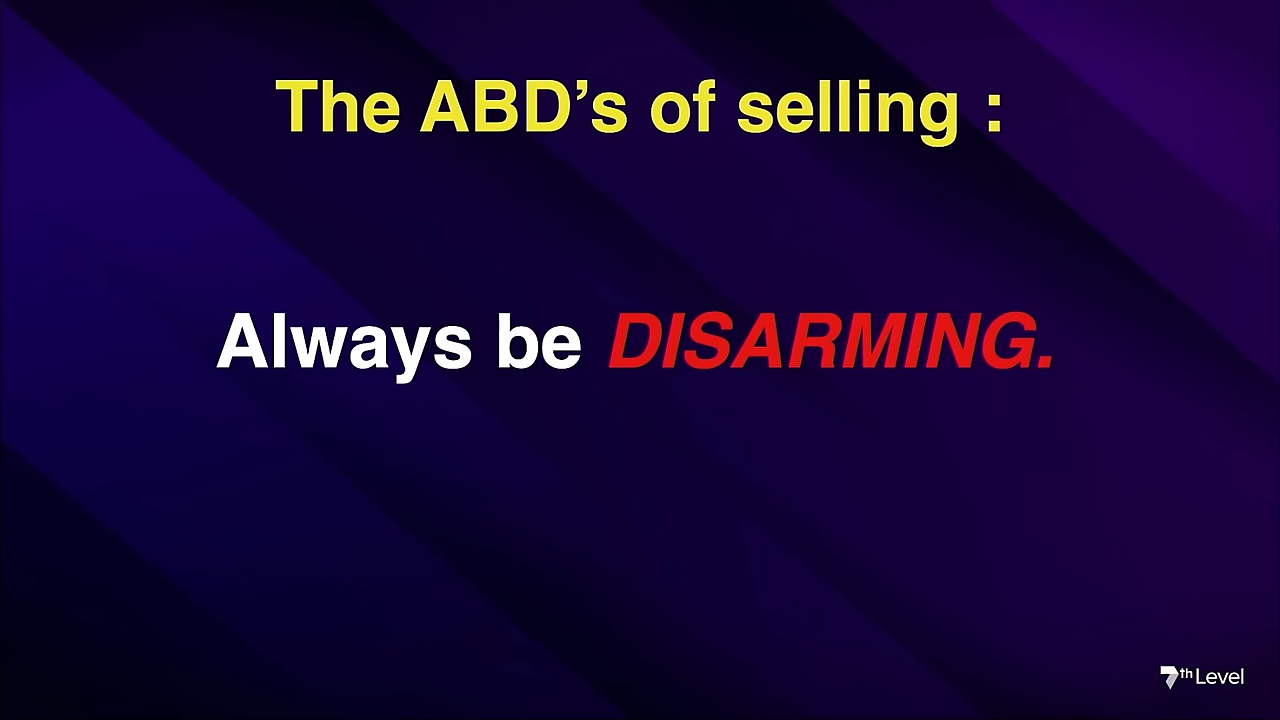 The ABD’s of selling :
Always be DISARMING.
7th Level